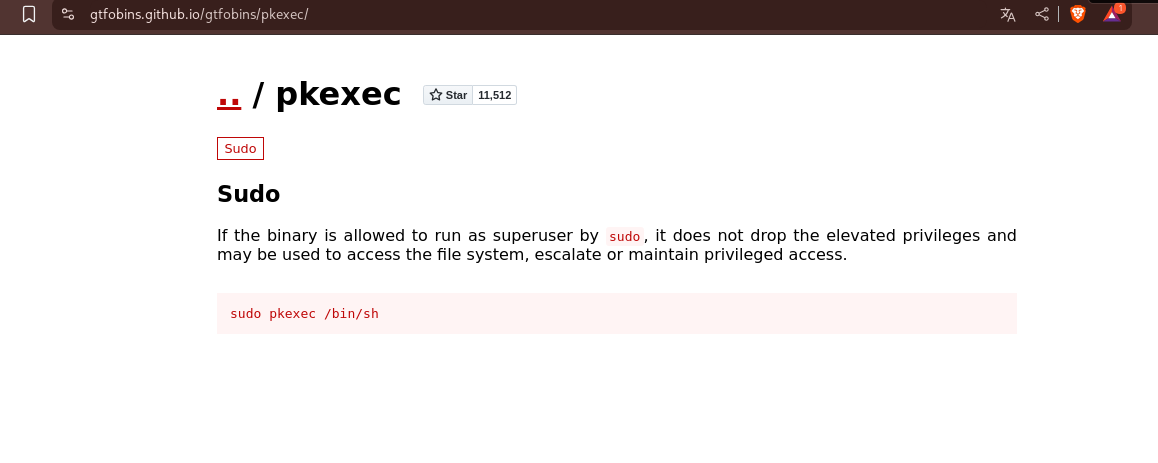 gtfobins.github.io/gtfobins/pkexec/
1
.. / pkexec
Star 11,512
Sudo
Sudo
If the binary is allowed to run as superuser by sudo, it does not drop the elevated privileges and
may be used to access the file system, escalate or maintain privileged access.
sudo pkexec /bin/sh